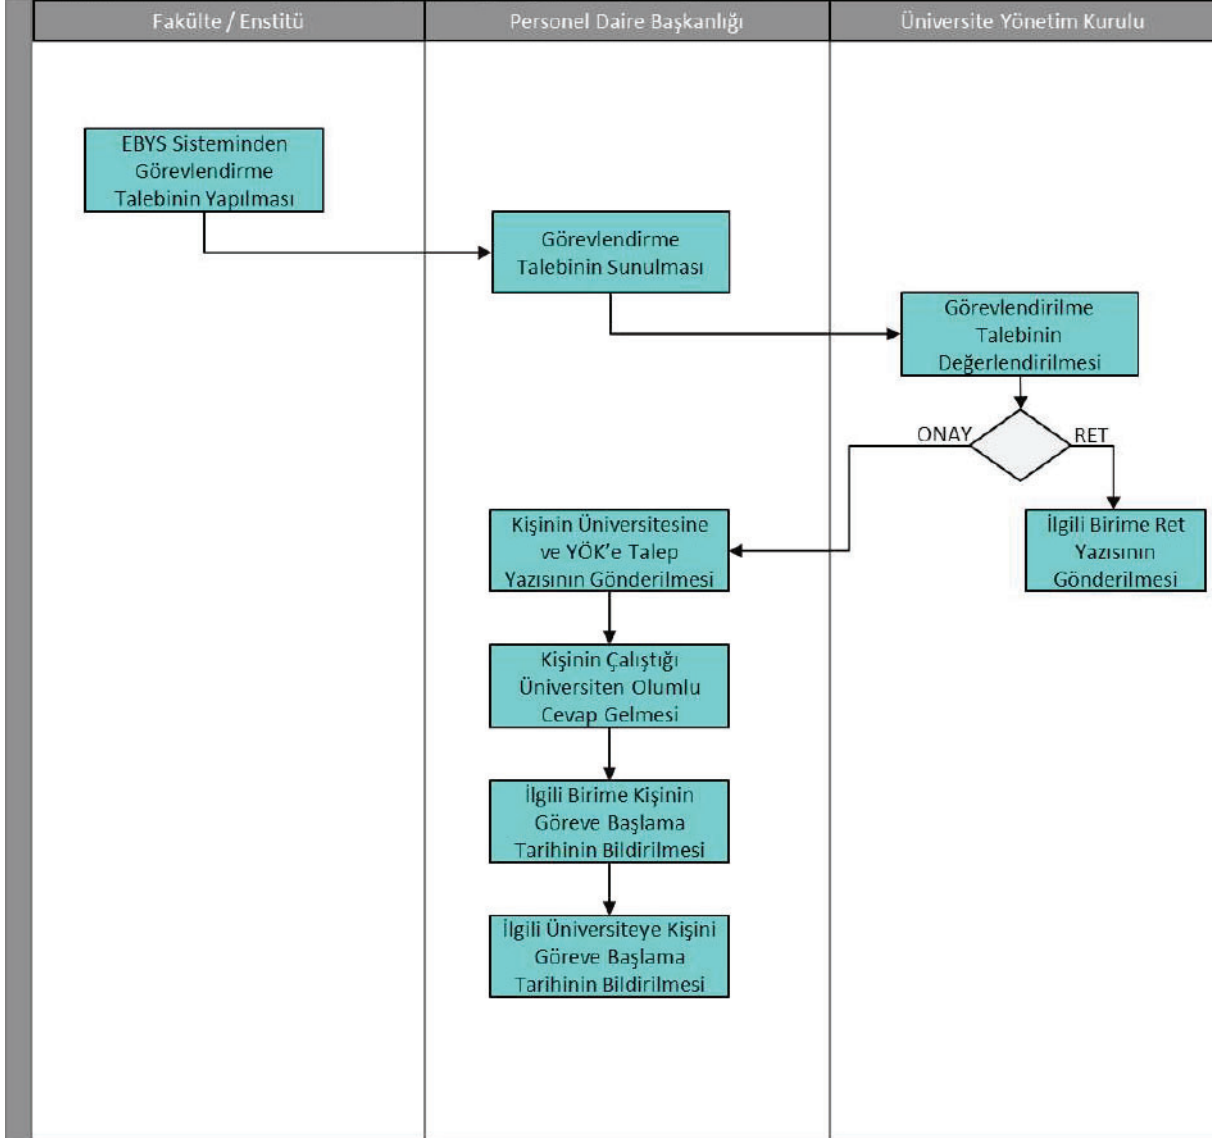 Fakülte / Enstitü
Personel Daire Başkanlığı
Üniversite Yönetim Kurulu
EBYS Sisteminden
Görevlendirme
Talebinin Yapılması
Görevlendirme
Talebinin Sunulması
Görevlendirilme
Talebinin
Değerlendirilmesi
ONAY
RET
Kişinin Üniversitesine
ve YÖK'e Talep
Yazısının Gönderilmesi
İlgili Birime Ret
Yazısının
Gönderilmesi
Kişinin Çalıştığı
Üniversiten Olumlu
Cevap Gelmesi
İlgili Birime Kişinin
Göreve Başlama
Tarihinin Bildirilmesi
İlgili Üniversiteye Kişini
Göreve Başlama
Tarihinin Bildirilmesi